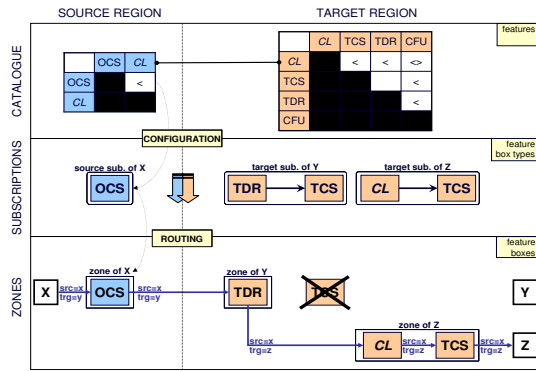 SOURCE REGION
TARGET REGION
features
CATALOGUE
OCS CL
OCS <
CL
CL TCS TDR CFU
CL < < <>
TCS <
TDR <
CFU
CONFIGURATION
feature
box types
SUBSCRIPTIONS
source sub. of X
OCS
target sub. of Y
TDR TCS
target sub. of Z
CL TCS
ROUTING
feature
boxes
ZONES
zone of X
zone of Y
X
src=x
trg=y
OCS
src=x
trg=y
TDR
TCS
Y
src=x
trg=z
zone of Z
CL
src=x
trg=z
TCS
src=x
trg=z
Z